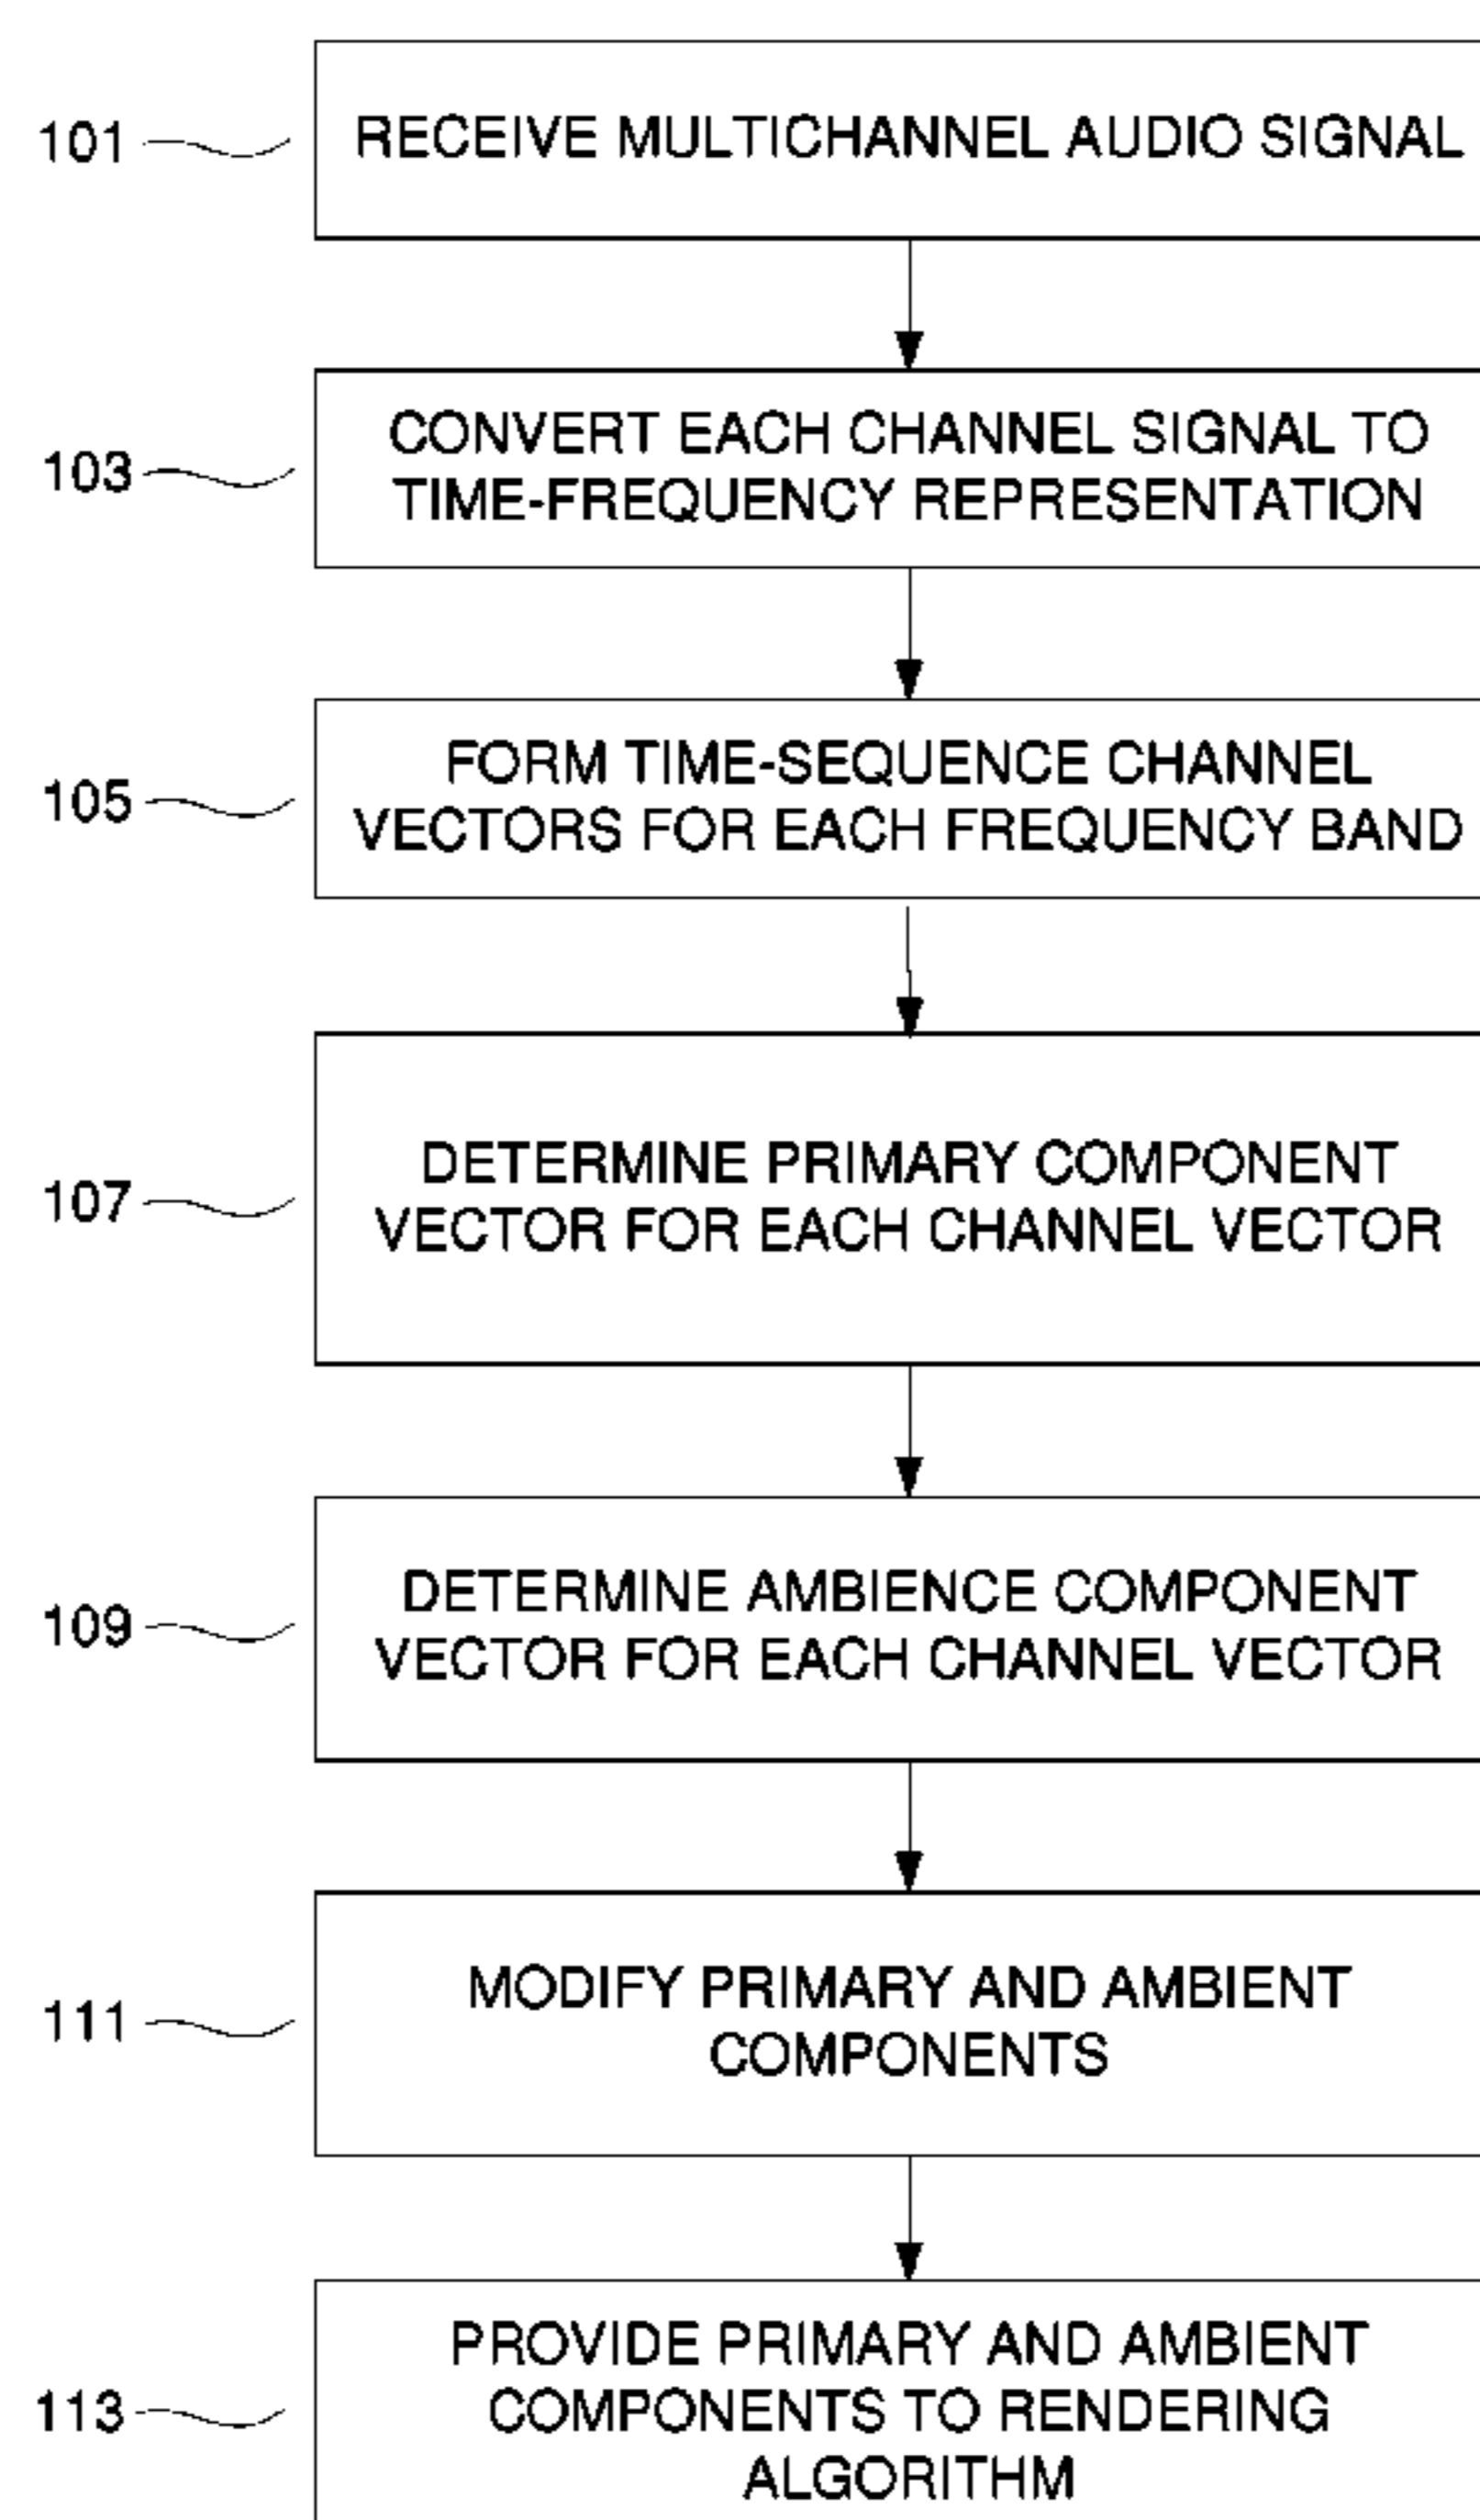 101
RECEIVE MULTICHANNEL AUDIO SIGNAL
103
CONVERT EACH CHANNEL SIGNAL TO
TIME-FREQUENCY REPRESENTATION
105
FORM TIME-SEQUENCE CHANNEL
VECTORS FOR EACH FREQUENCY BAND
107
DETERMINE PRIMARY COMPONENT
VECTOR FOR EACH CHANNEL VECTOR
109
DETERMINE AMBIENCE COMPONENT
VECTOR FOR EACH CHANNEL VECTOR
111
MODIFY PRIMARY AND AMBIENT
COMPONENTS
113
PROVIDE PRIMARY AND AMBIENT
COMPONENTS TO RENDERING
ALGORITHM